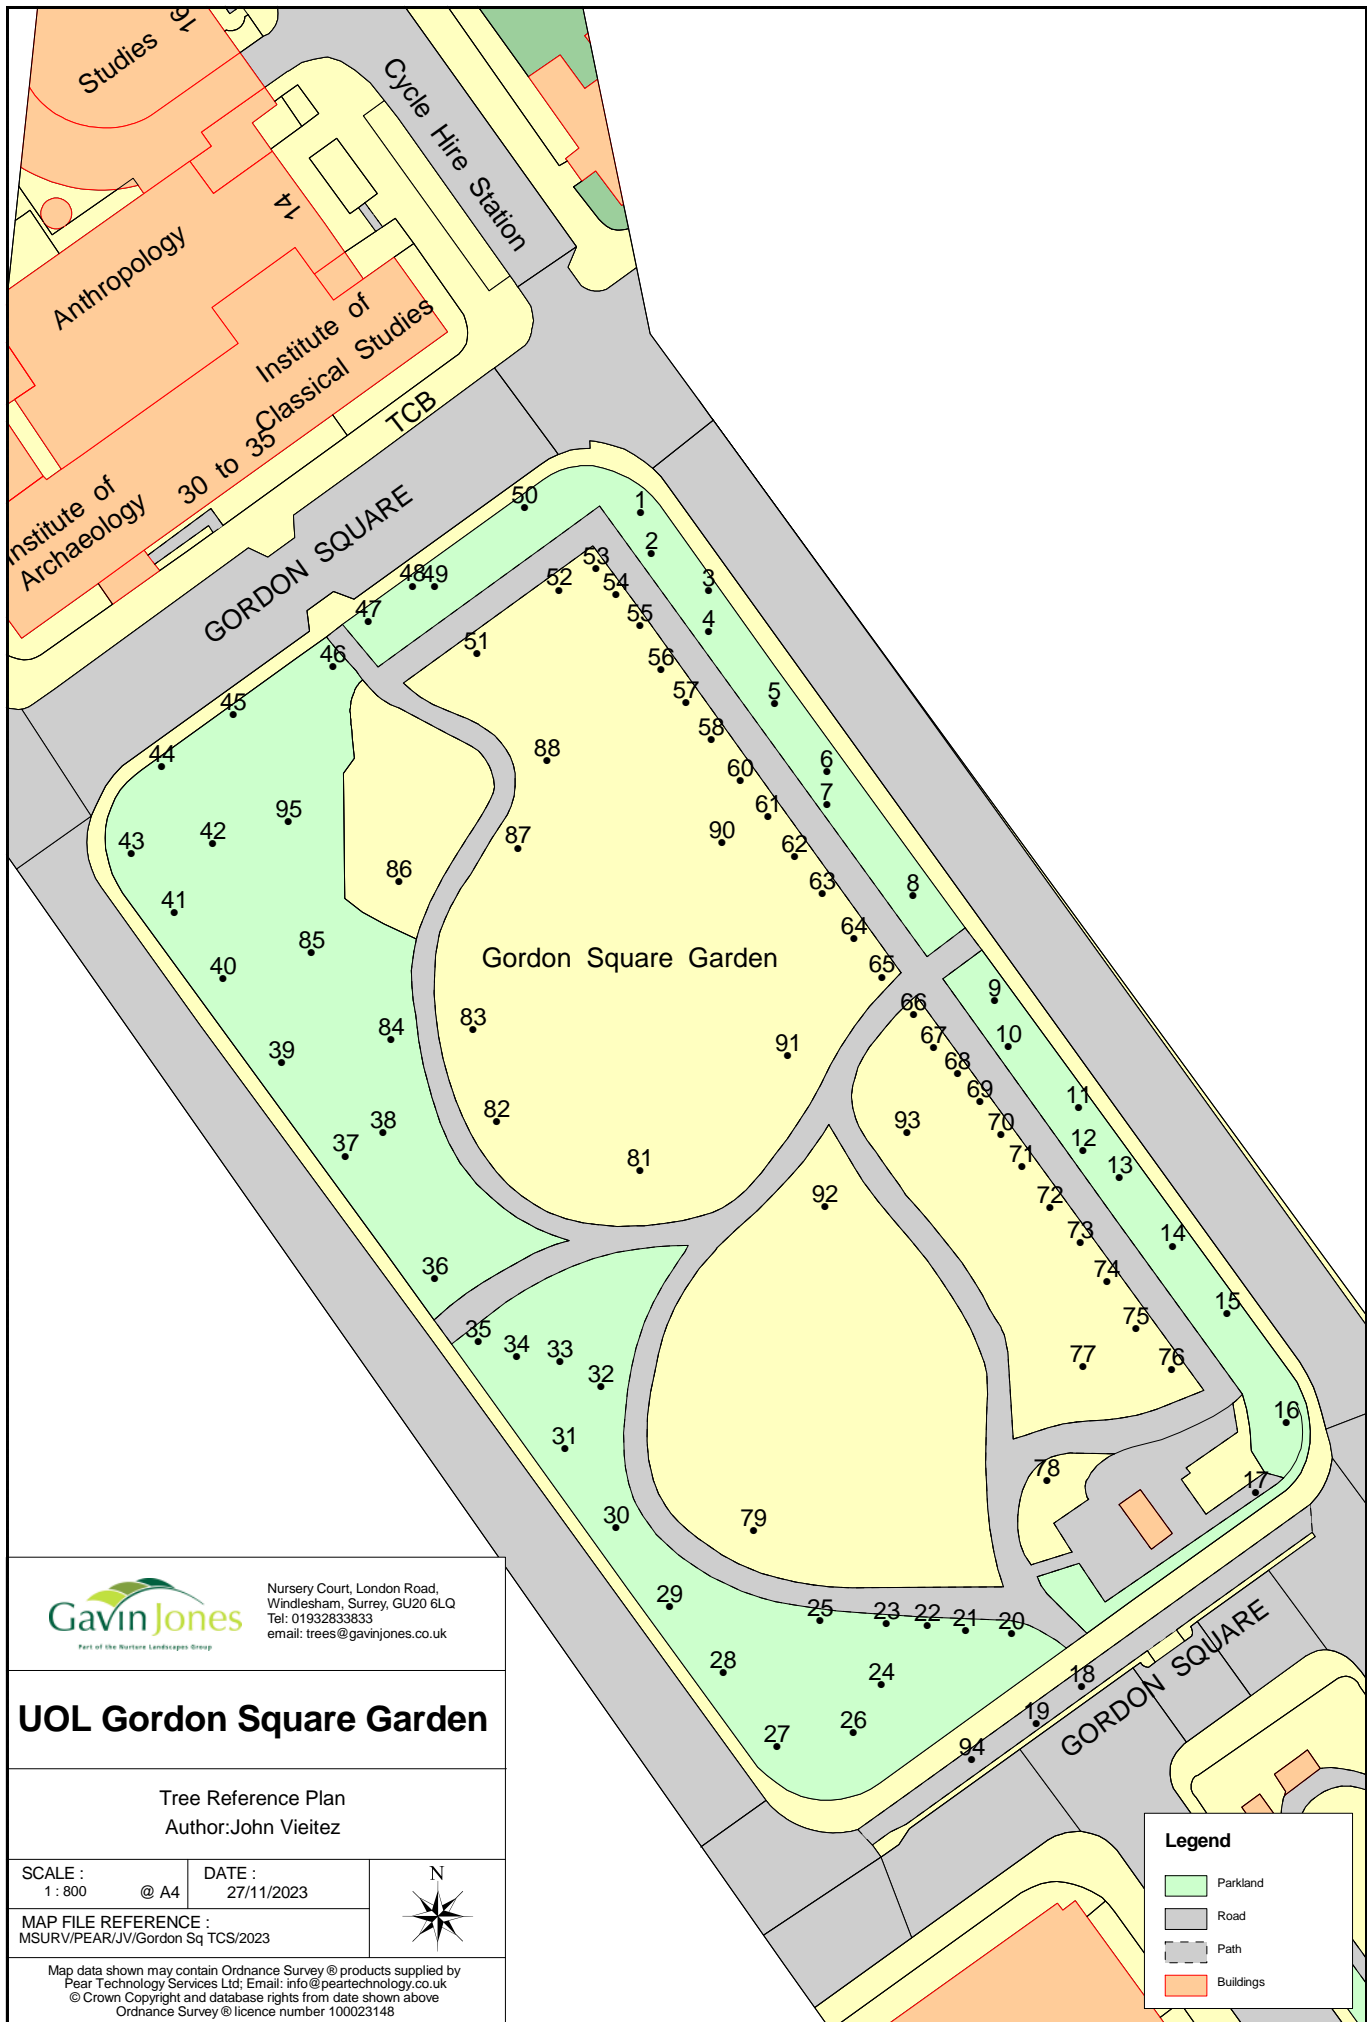 Studies
16
Cycle Hire Station
14
Anthropology
Institute of
Classical Studies
TCB
30 to 35
Institute of
Archaeology
GORDON SQUARE
50
1
2
53
48
49
52
54
3
47
55
4
51
46
56
57
5
45
58
88
44
60
6
61
7
95
90
87
42
62
43
86
63
8
41
64
85
Gordon Square Garden
65
40
9
66
83
84
67
10
91
39
68
69
11
82
93
70
38
12
37
71
13
81
92
72
73
14
36
74
15
35
75
34
33
77
76
32
16
31
78
17
30
79
29
25
23
22
21
20
28
24
18
19
26
27
94
GORDON SQUARE
GavinJones
Part of the Nurture Landscapes Group
Nursery Court, London Road,
Windlesham, Surrey, GU20 6LQ
Tel: 01932833833
email: trees@gavinjones.co.uk
UOL Gordon Square Garden
Tree Reference Plan
Author:John Vieitez
SCALE :
1 : 800 @ A4
DATE :
27/11/2023
MAP FILE REFERENCE :
MSURV/PEAR/JV/Gordon Sq TCS/2023
N
Map data shown may contain Ordnance Survey ® products supplied by
Pear Technology Services Ltd; Email: info@peartechnology.co.uk
© Crown Copyright and database rights from date shown above
Ordnance Survey ® licence number 100023148
Legend
Parkland
Road
Path
Buildings